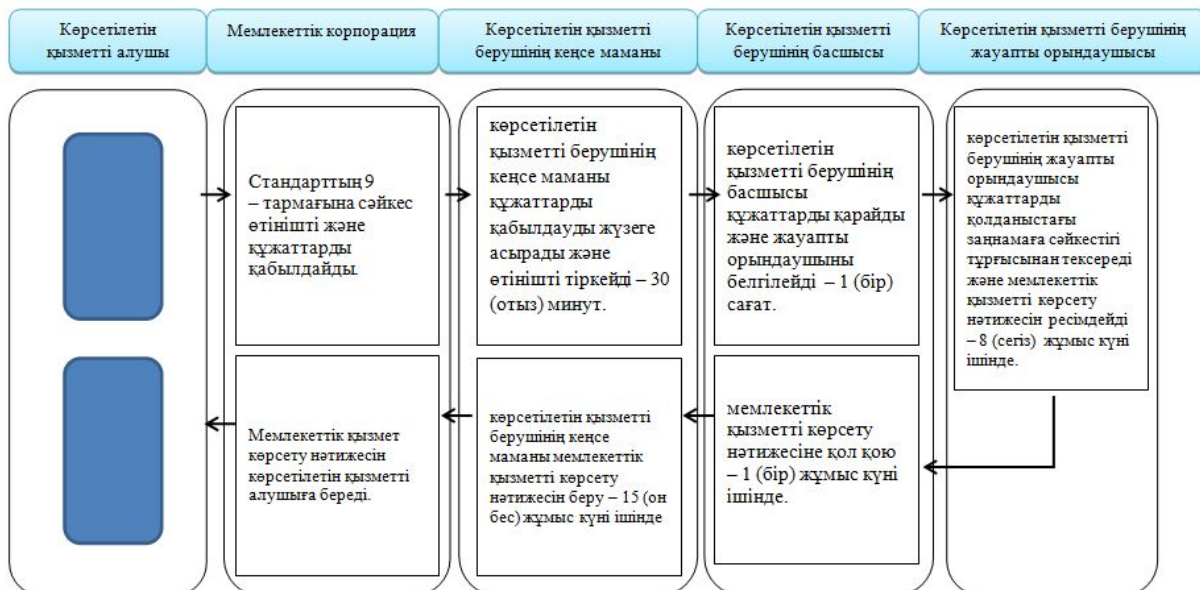 Көрсетілетін
қызметті алушы
Мемлекеттік корпорация
Көрсетілетін қызметті
берушінің кеңсе маманы
Көрсетілетін қызметті
берушінің басшысы
Көрсетілетін қызметті берушінің
жауапты орындаушысы
Стандарттың 9
– тармағына сәйкес
өтінішті және
құжаттарды
қабылдайды.
көрсетілетін
қызметті берушінің
кеңсе маманы
құжаттарды
қабылдауды жүзеге
асырады және
өтінішті тіркейді – 30
(отыз) минут.
көрсетілетін
қызметті берушінің
басшысы
құжаттарды қарайды
және жауапты
орындаушыны
белгілейді – 1 (бір)
сағат.
көрсетілетін қызметті
берушінің жауапты
орындаушысы
құжаттарды
қолданыстағы
заңнамаға сәйкестігі
тұрғысынан тексереді
және мемлекеттік
қызметті көрсету
нәтижесін ресімдейді
– 8 (сегіз) жұмыс күні
ішінде.
Мемлекеттік қызмет
көрсету нәтижесін
көрсетілетін қызметті
алушыға береді.
көрсетілетін қызметті
берушінің кеңсе
маманы мемлекеттік
қызметті көрсету
нәтижесін беру – 15 (он
бес) жұмыс күні ішінде
мемлекеттік
қызметті көрсету
нәтижесіне қол қою
– 1 (бір) жұмыс күні
ішінде.